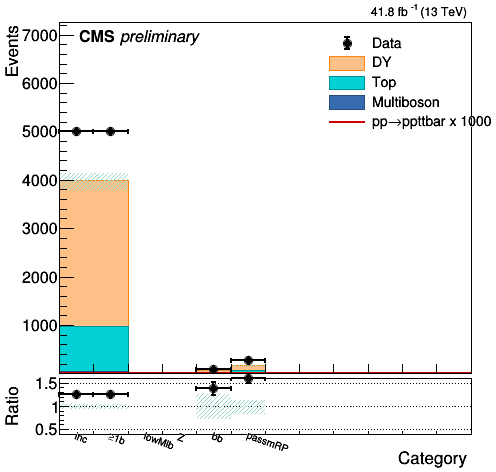 41.8 fb⁻¹ (13 TeV)
CMS preliminary
Events
7000
6000
5000
4000
3000
2000
1000
Data
DY
Top
Multiboson
pp→ppttbar x 1000
Ratio
1.5
1
0.5
inc ≥1b lowMlb Z bb passmRP
Category